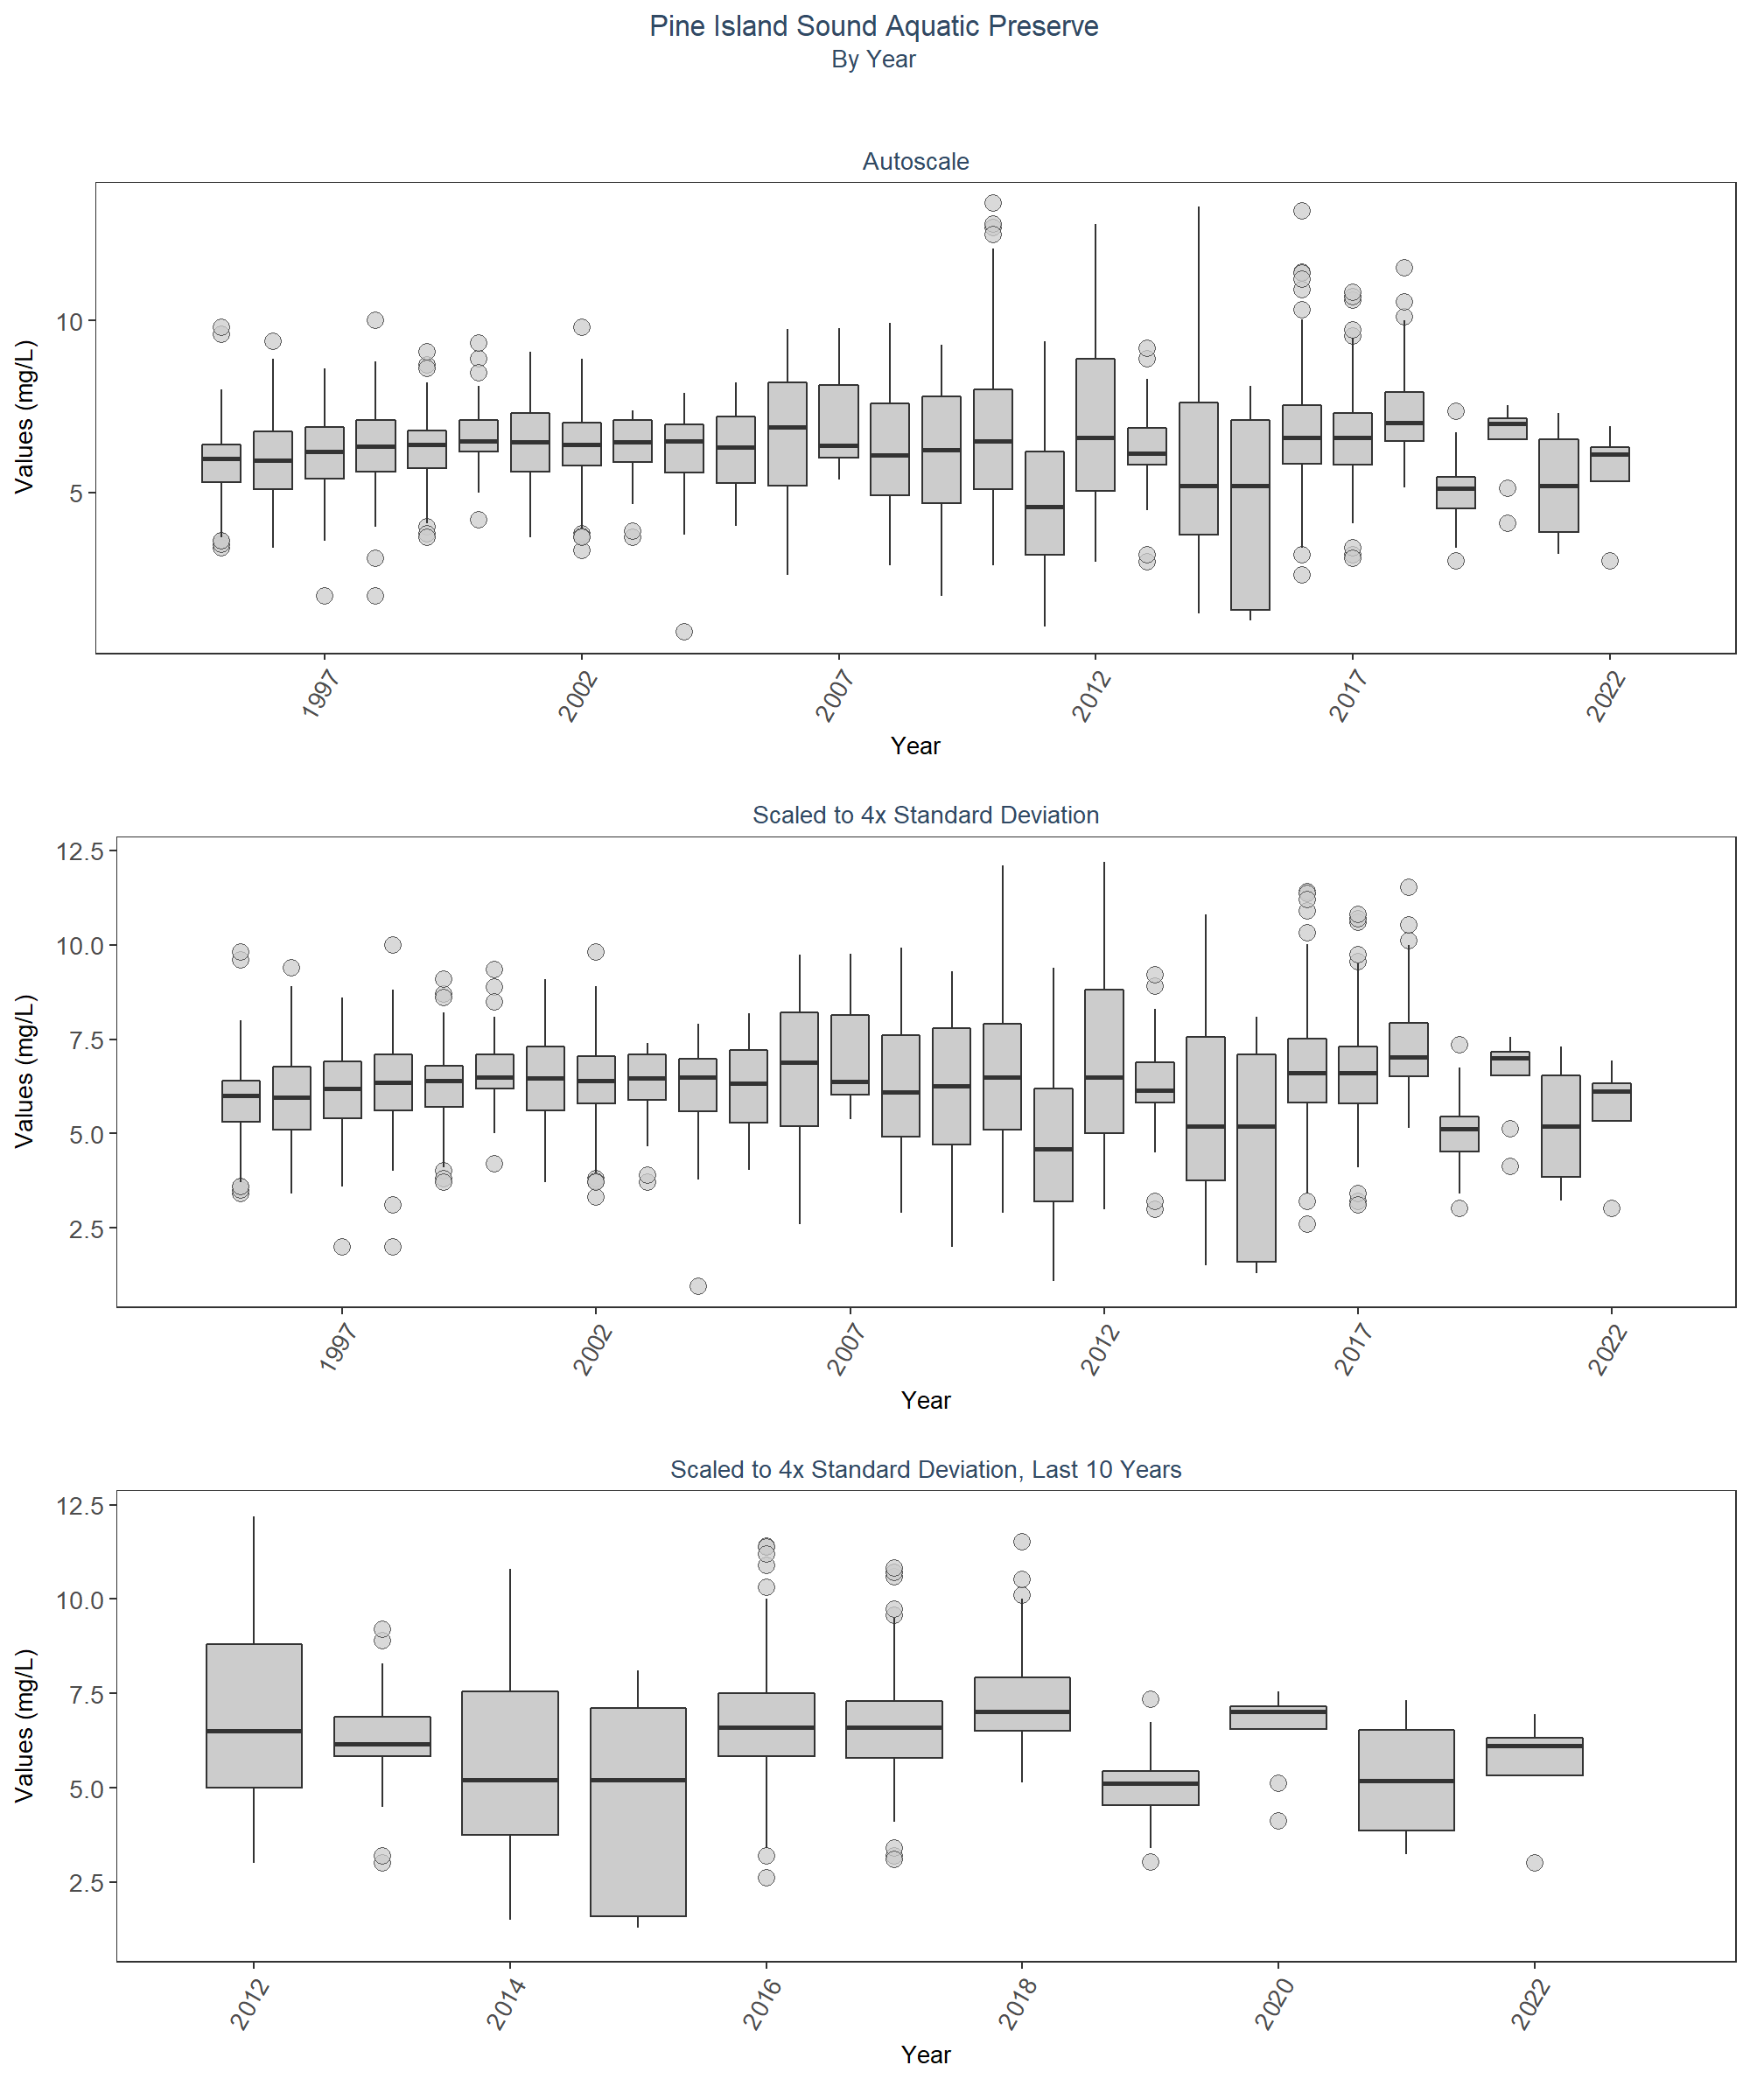 Pine Island Sound Aquatic Preserve
By Year
Autoscale
Values (mg/L)
10
5
1997
2002
2007
2012
2017
2022
Year
Scaled to 4x Standard Deviation
Values (mg/L)
12.5
10.0
7.5
5.0
2.5
1997
2002
2007
2012
2017
2022
Year
Scaled to 4x Standard Deviation, Last 10 Years
Values (mg/L)
12.5
10.0
7.5
5.0
2.5
2012
2014
2016
2018
2020
2022
Year